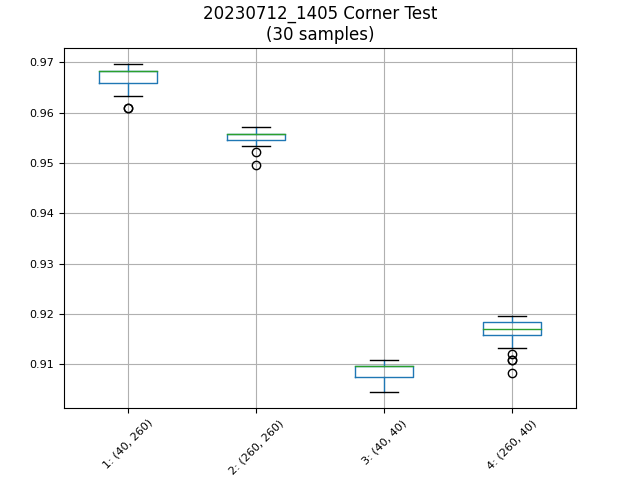 20230712_1405 Corner Test
(30 samples)
0.97
0.96
0.95
0.94
0.93
0.92
0.91
1: (40, 260)
2: (260, 260)
3: (40, 40)
4: (260, 40)